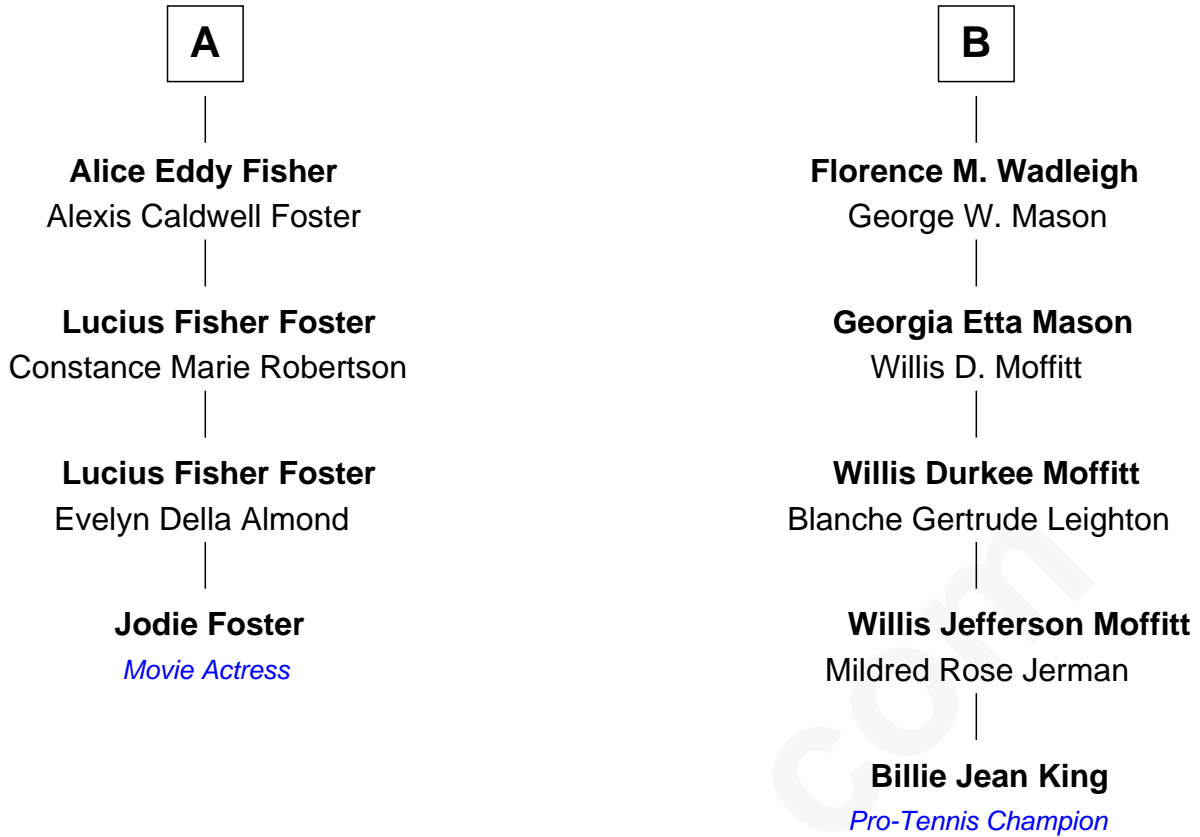 A
Alice Eddy Fisher
Alexis Caldwell Foster
Lucius Fisher Foster
Constance Marie Robertson
Lucius Fisher Foster
Evelyn Della Almond
Jodie Foster
Movie Actress
B
Florence M. Wadleigh
George W. Mason
Georgia Etta Mason
Willis D. Moffitt
Willis Durkee Moffitt
Blanche Gertrude Leighton
Willis Jefferson Moffitt
Mildred Rose Jerman
Billie Jean King
Pro-Tennis Champion
com